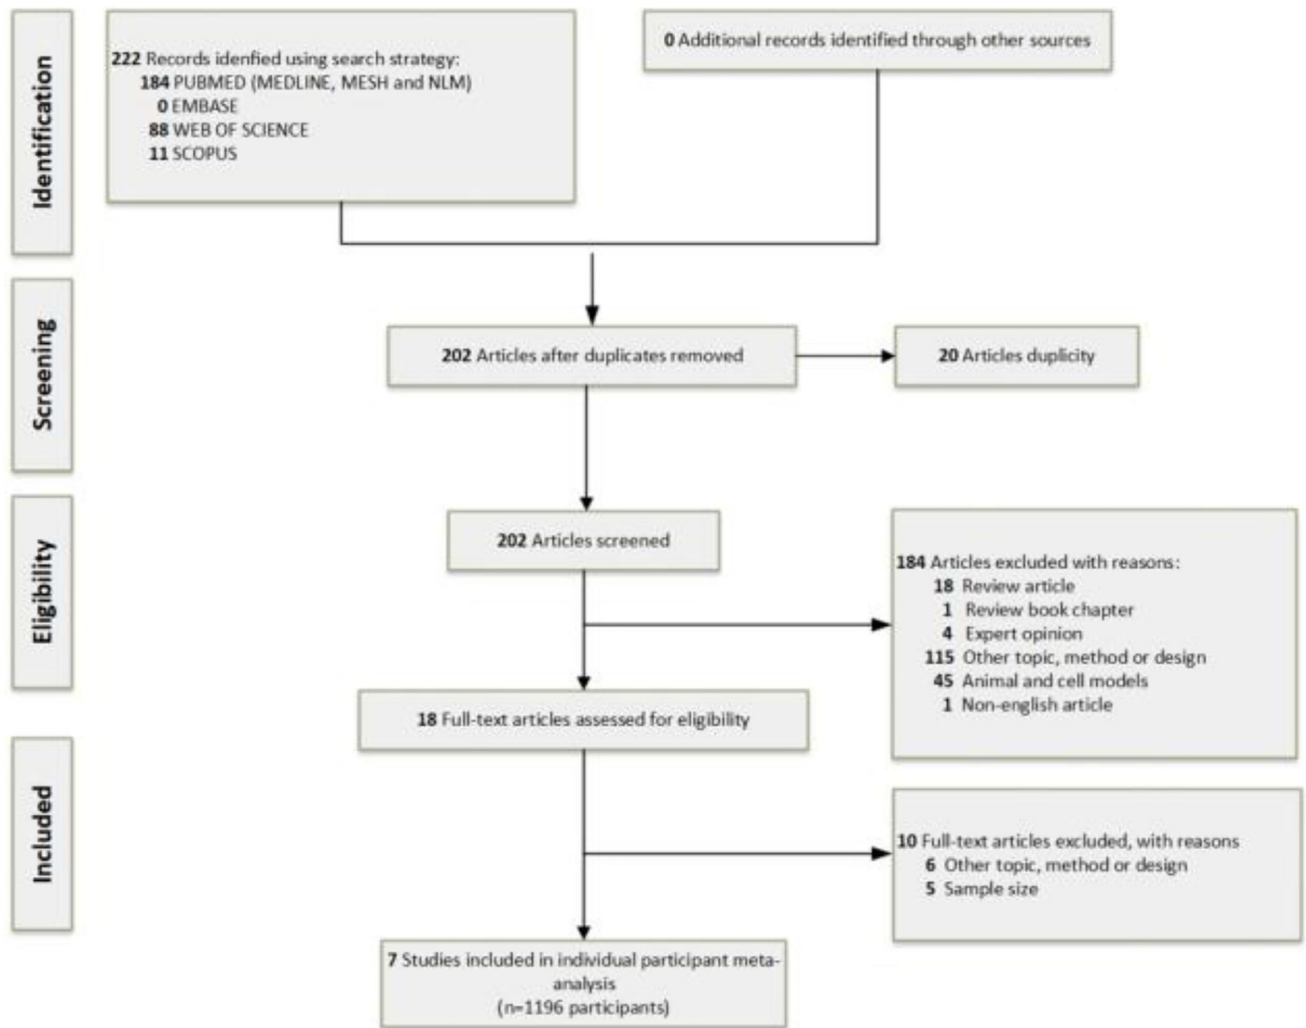 Identification
222 Records idenfied using search strategy:
184 PUBMED (MEDLINE, MESH and NLM)
0 EMBASE
88 WEB OF SCIENCE
11 SCOPUS
0 Additional records identified through other sources
Screening
202 Articles after duplicates removed
20 Articles duplicity
Eligibility
202 Articles screened
184 Articles excluded with reasons:
18 Review article
1 Review book chapter
4 Expert opinion
115 Other topic, method or design
45 Animal and cell models
1 Non-english article
18 Full-text articles assessed for eligibility
Included
10 Full-text articles excluded, with reasons
6 Other topic, method or design
5 Sample size
7 Studies included in individual participant meta-
analysis
(n=1196 participants)